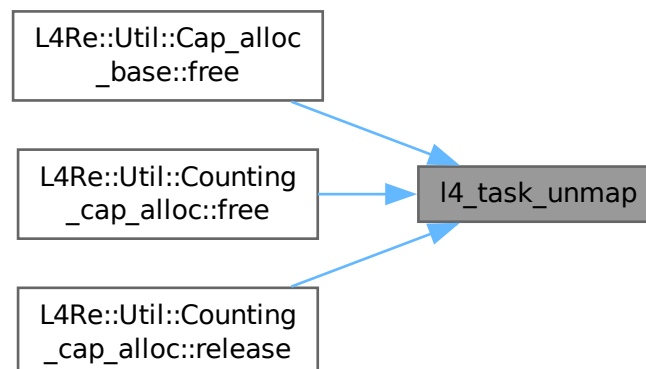 L4Re::Util::Cap_alloc
_base::free
L4Re::Util::Counting
_cap_alloc::free
l4_task_unmap
L4Re::Util::Counting
_cap_alloc::release